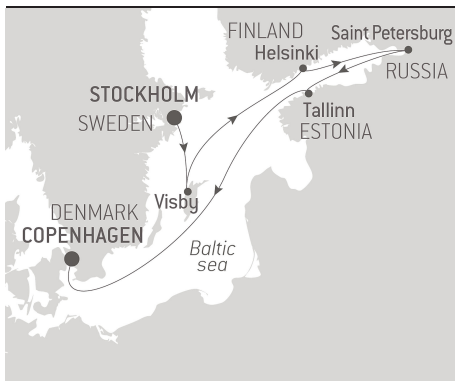 FINLAND
Saint Petersburg
Helsinki
RUSSIA
STOCKHOLM
SWEDEN
Tallinn
ESTONIA
Visby
DENMARK
COPENHAGEN
Baltic
sea